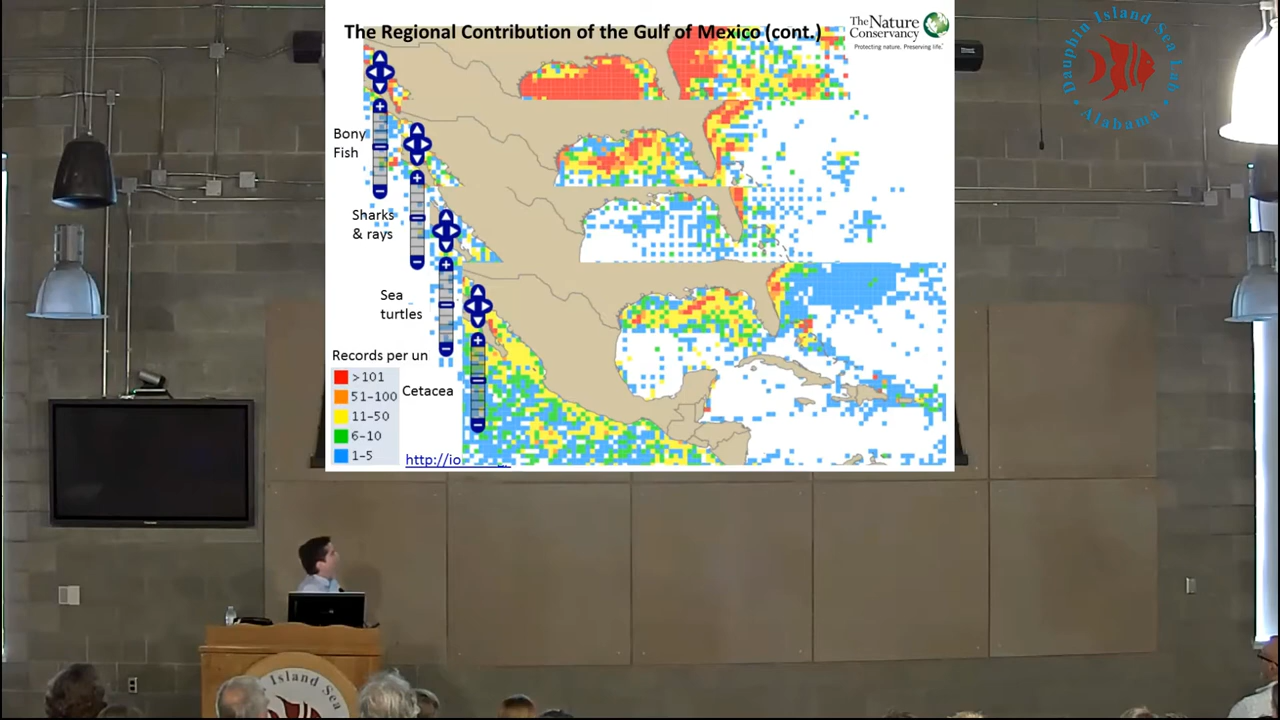 The Regional Contribution of the Gulf of Mexico (cont.)
The Nature
Conservancy
Protecting nature. Preserving life.
Dauphin Island Sea Lab
Alabama
Bony
Fish
Sharks
& rays
Sea
turtles
Records per un
>101
51-100
11-50
6-10
1-5
Cetacea
http://io
Island Sea